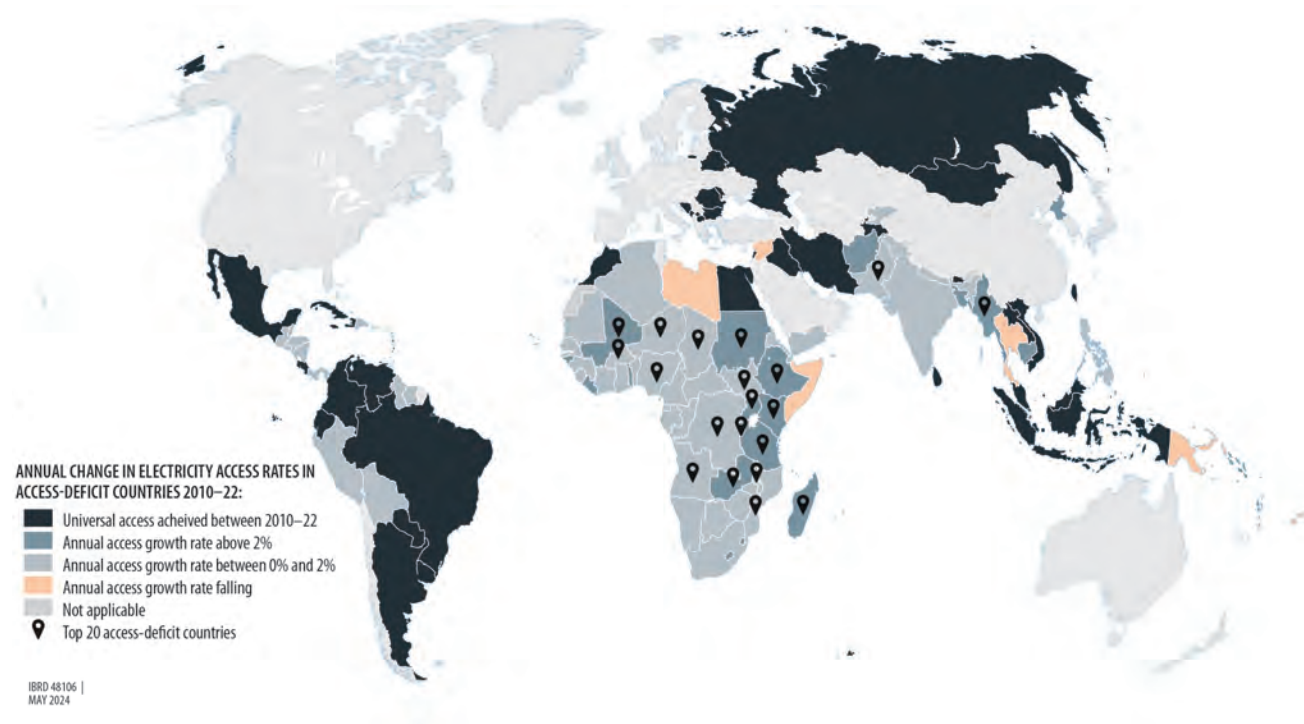 ANNUAL CHANGE IN ELECTRICITY ACCESS RATES IN
ACCESS-DEFICIT COUNTRIES 2010–22:
Universal access acheived between 2010–22
Annual access growth rate above 2%
Annual access growth rate between 0% and 2%
Annual access growth rate falling
Not applicable
Top 20 access-deficit countries
IBRD 48106 |
MAY 2024